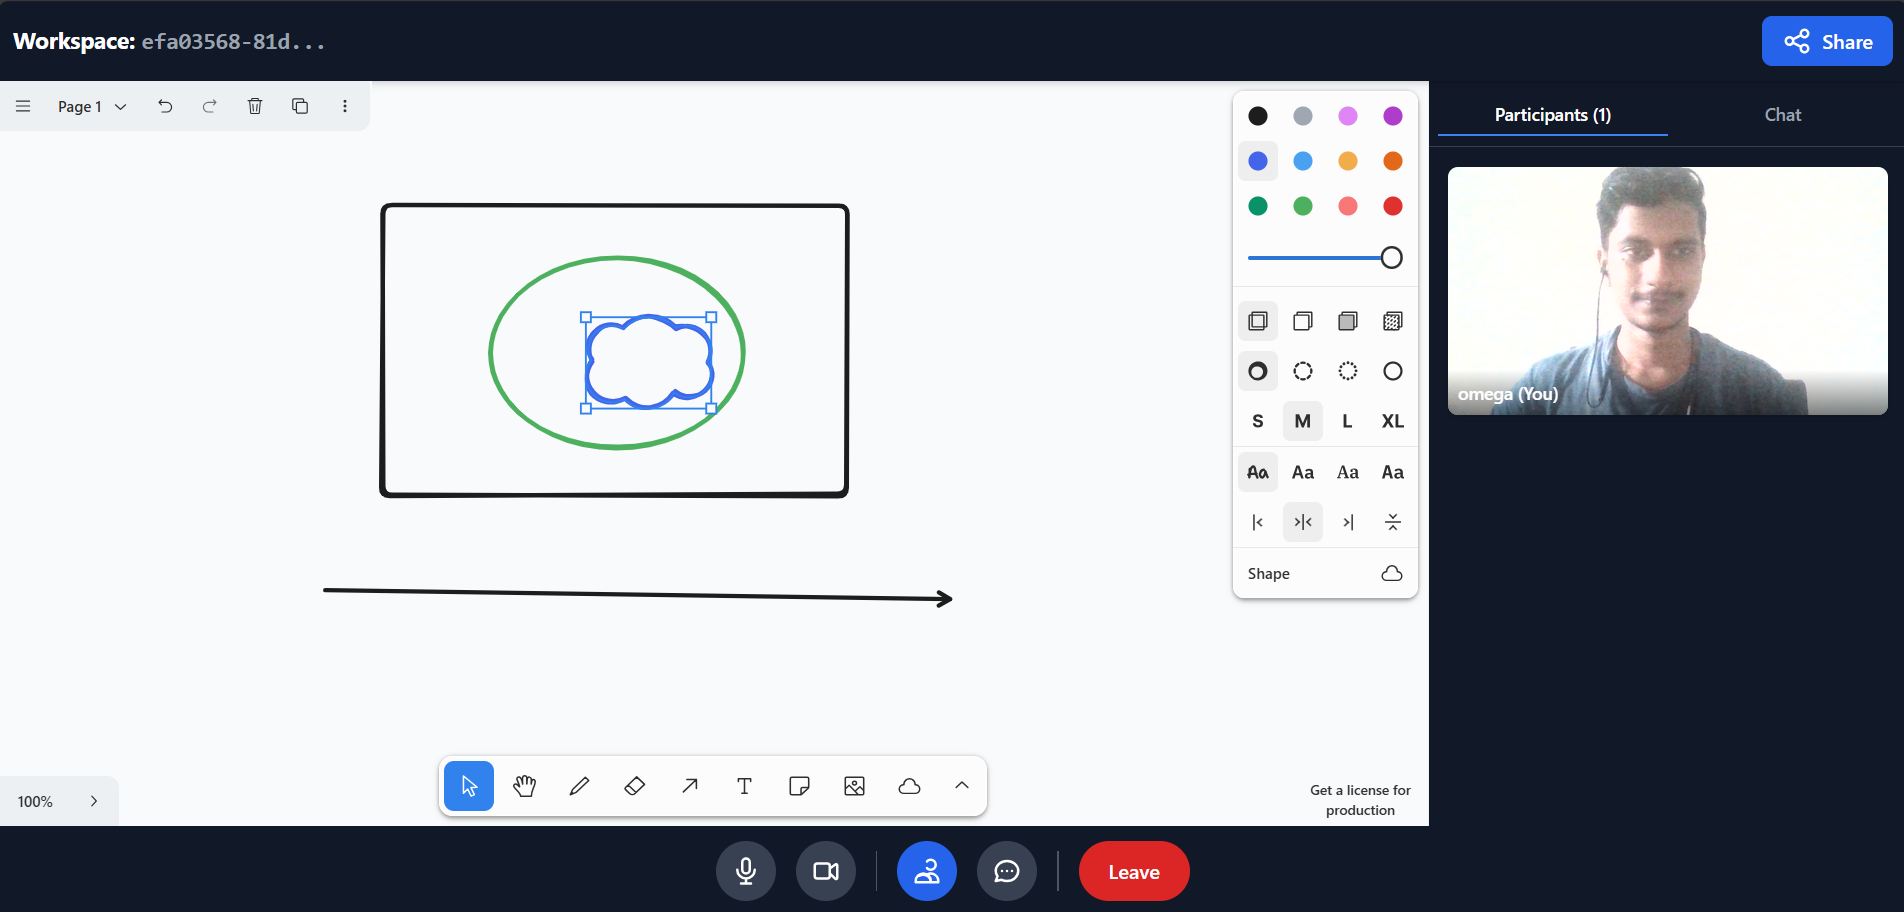 Workspace: efa03568-81d...
Share
Page 1
Participants (1)
Chat
omega (You)
S M L XL
Aa Aa Aa Aa
Shape
100%
T
Get a license for
production
Leave